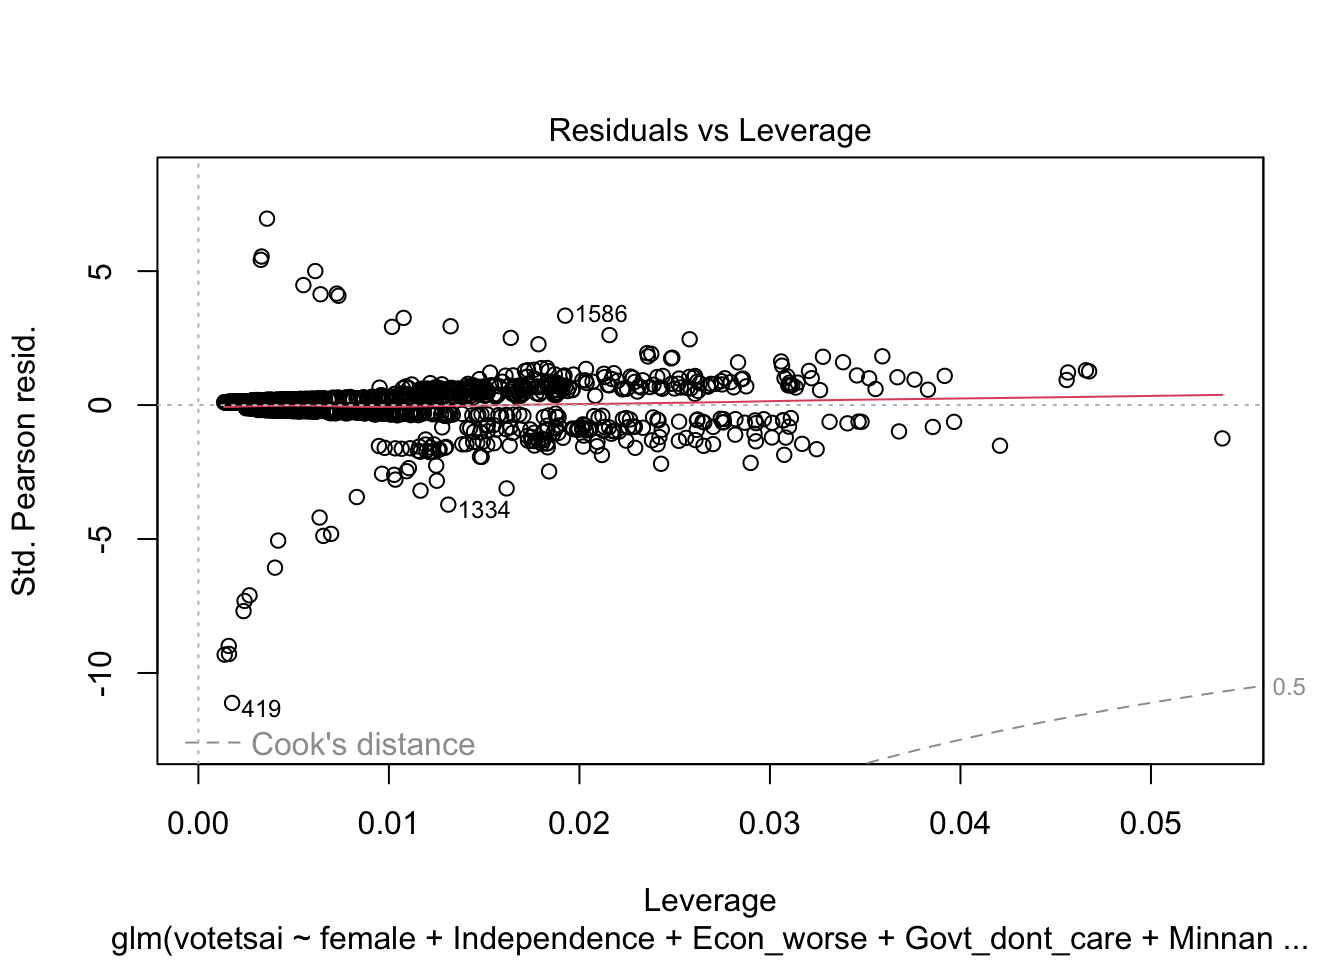 Residuals vs Leverage
Std. Pearson resid.
5
0
-5
-10
1586
1334
419
0.5
Cook's distance
0.00 0.01 0.02 0.03 0.04 0.05
Leverage
glm(votetsai ~ female + Independence + Econ_worse + Govt_dont_care + Minnan ...